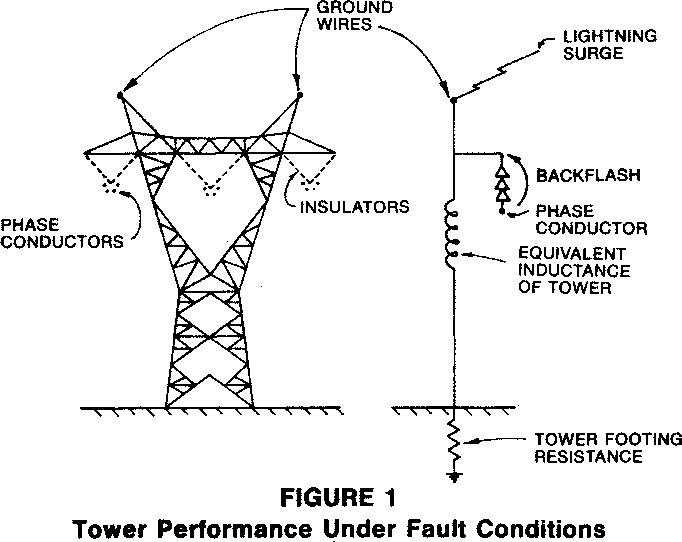 GROUND
WIRES
LIGHTNING
SURGE
BACKFLASH
PHASE
CONDUCTORS
INSULATORS
PHASE
CONDUCTOR
EQUIVALENT
INDUCTANCE
OF TOWER
TOWER FOOTING
RESISTANCE
FIGURE 1
Tower Performance Under Fault Conditions